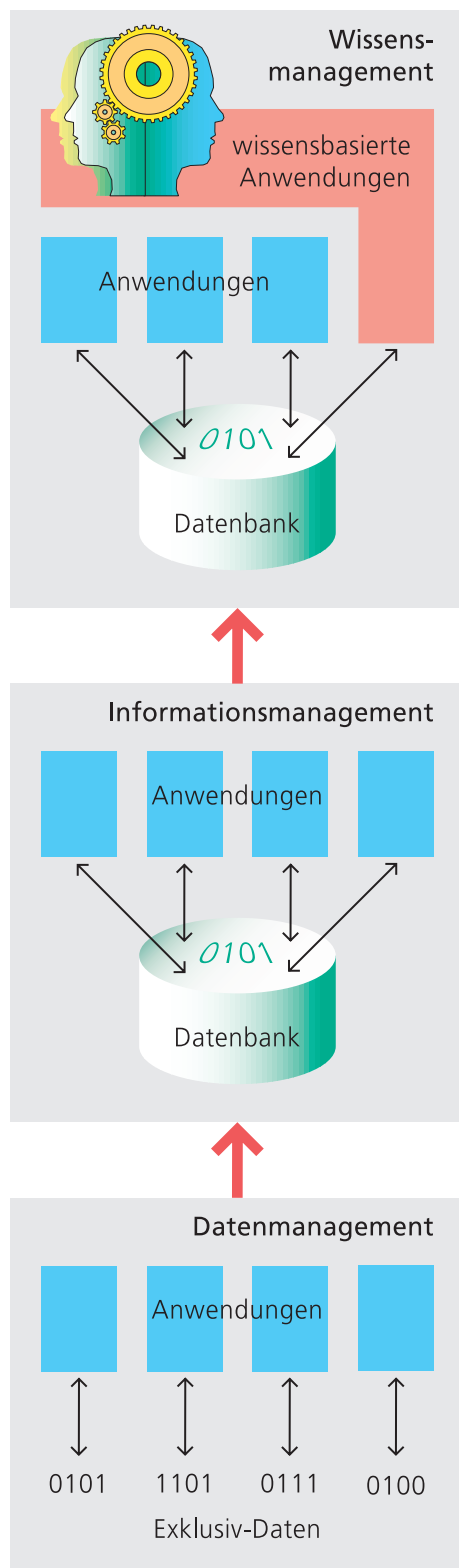 Wissens-
management
wissensbasierte
Anwendungen
Anwendungen
0101
Datenbank
Informationsmanagement
Anwendungen
0101
Datenbank
Datenmanagement
Anwendungen
0101 1101 0111 0100
Exklusiv-Daten